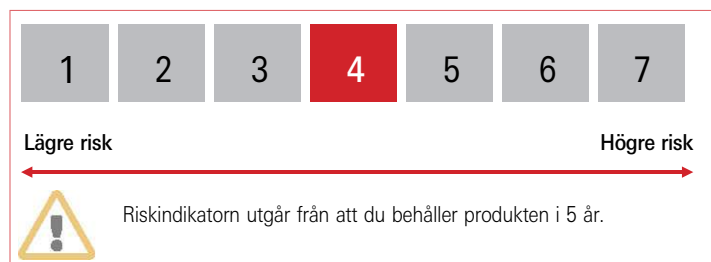 1 2 3 4 5 6 7
Lägre risk Högre risk
Riskindikatorn utgår från att du behåller produkten i 5 år.